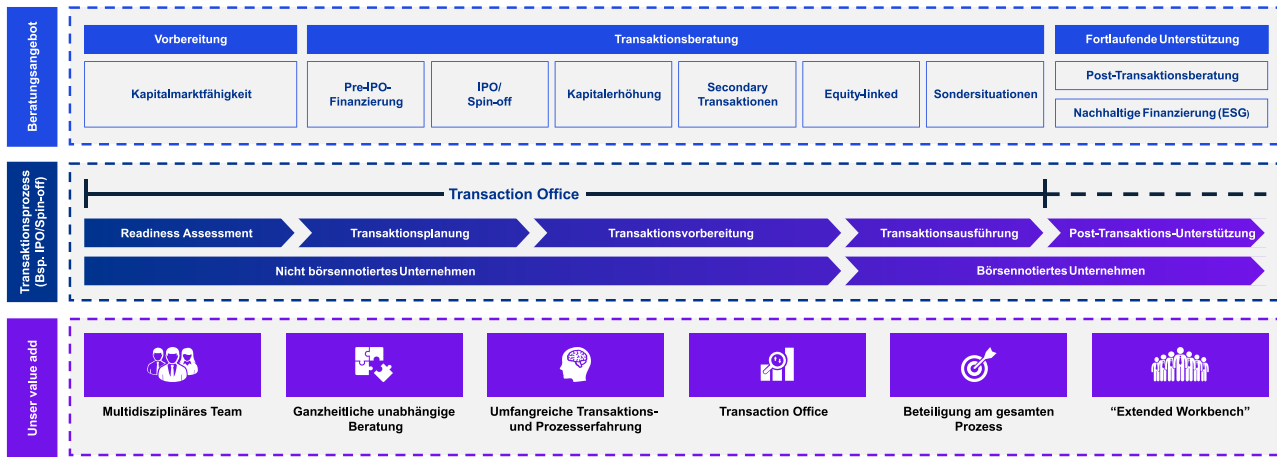 Beratungsangebot
Vorbereitung
Transaktionsberatung
Fortlaufende Unterstützung
Kapitalmarktfähigkeit
Pre-IPO-
Finanzierung
IPO/
Spin-off
Kapitalerhöhung
Secondary
Transaktionen
Equity-linked
Sondersituationen
Post-Transaktionsberatung
Nachhaltige Finanzierung (ESG)
Transaktionsprozess
(Bsp. IPO/Spin-off)
Transaction Office
Readiness Assessment
Transaktionsplanung
Transaktionsvorbereitung
Transaktionsausführung
Post-Transaktions-Unterstützung
Nicht börsennotiertes Unternehmen
Börsennotiertes Unternehmen
Unser value add
Multidisziplinäres Team
Ganzheitliche unabhängige
Beratung
Umfangreiche Transaktions-
und Prozesserfahrung
Transaction Office
Beteiligung am gesamten
Prozess
“Extended Workbench”